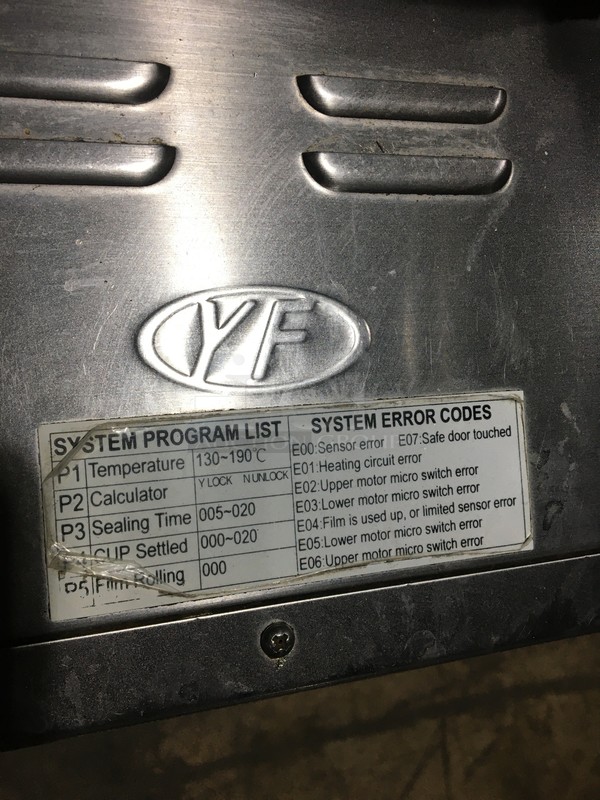 YF
SYSTEM PROGRAM LIST
P1 Temperature 130~190℃
P2 Calculator Y LOCK N UNLOCK
P3 Sealing Time 005~020
CUP Settled 000~020
P5 Film Rolling 000
SYSTEM ERROR CODES
E00:Sensor error E07:Safe door touched
E01:Heating circuit error
E02:Upper motor micro switch error
E03:Lower motor micro switch error
E04:Film is used up, or limited sensor error
E05:Lower motor micro switch error
E06:Upper motor micro switch error